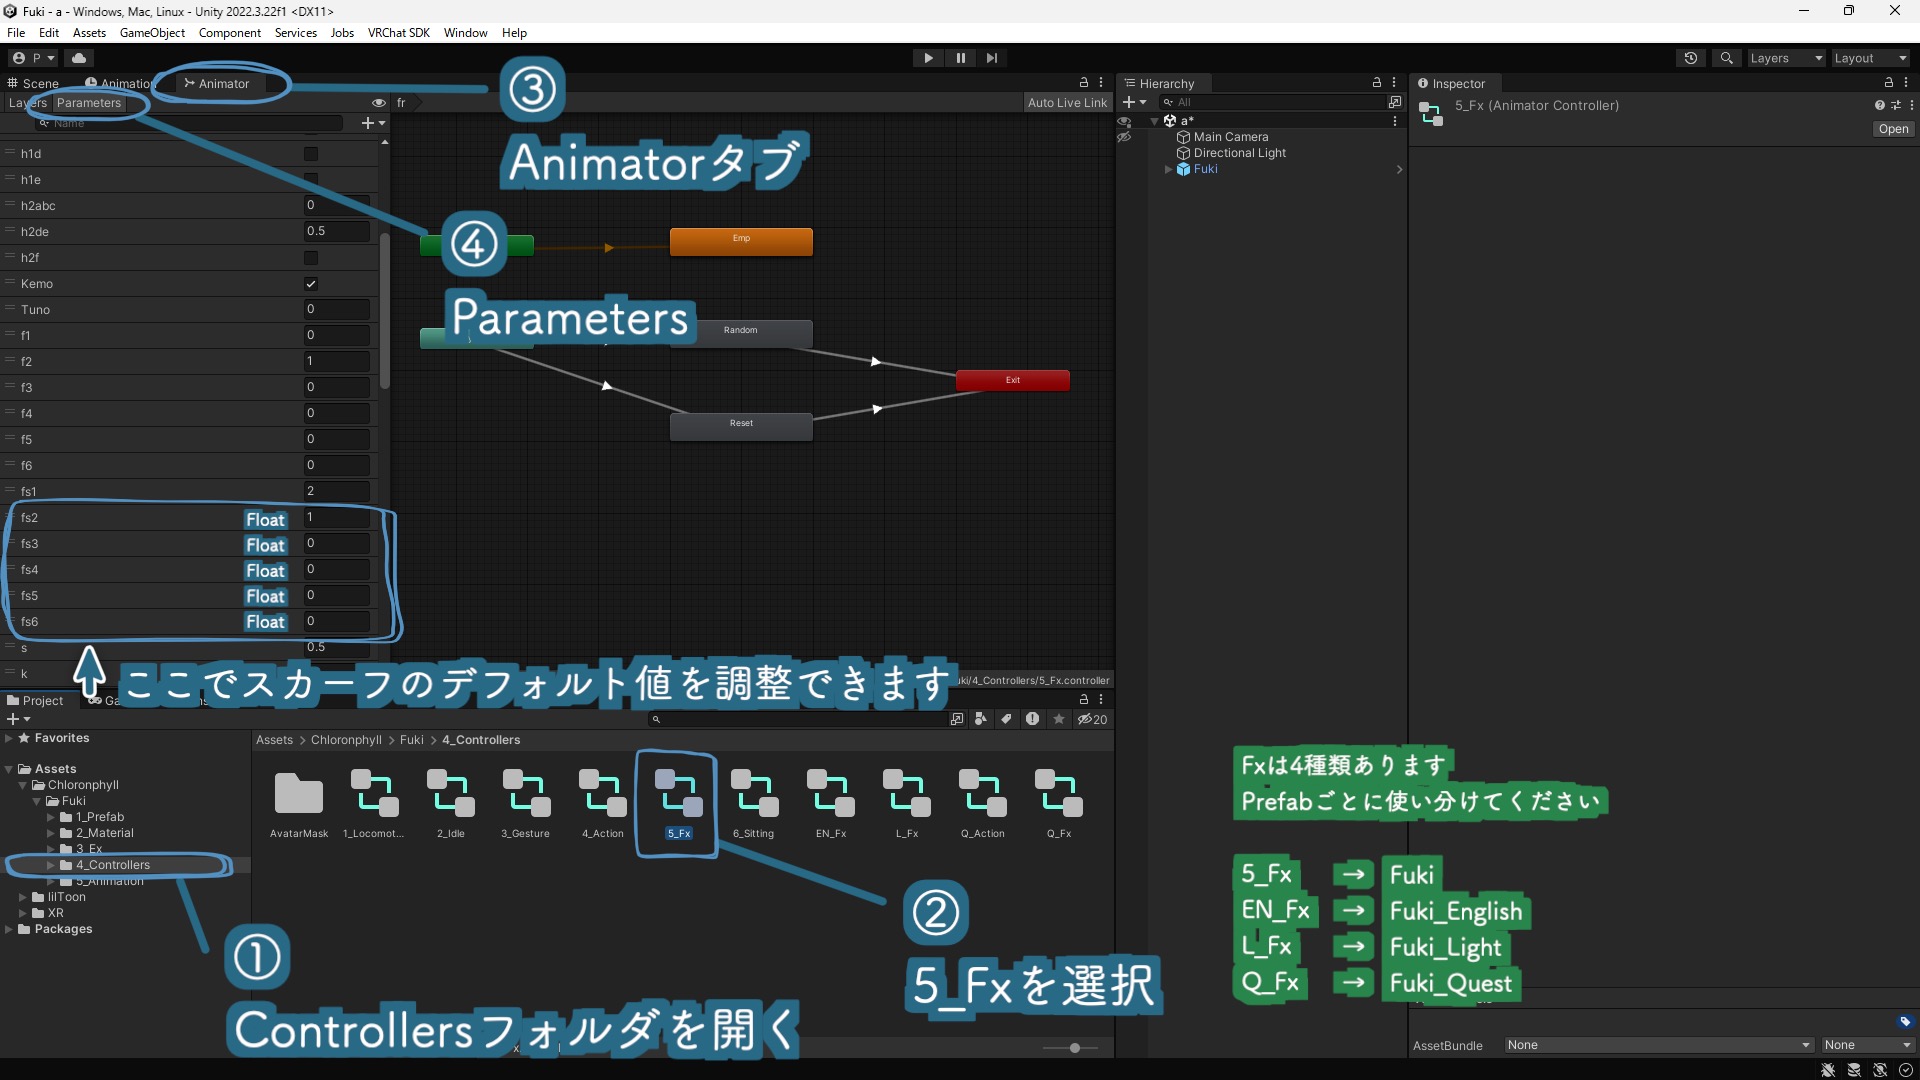 Fuki - a - Windows, Mac, Linux - Unity 2022.3.22f1 <DX11>
File Edit Assets GameObject Component Services Jobs VRChat SDK Window Help
P
Layers
Layout
Scene
Animation
Animator
Layers
Parameters
Name
fr
Auto Live Link
h1d
h1e
h2abc 0
h2de 0.5
h2f
Kemo
Tuno 0
f1 0
f2 1
f3 0
f4 0
f5 0
f6 0
fs1 2
fs2 Float 1
fs3 Float 0
fs4 Float 0
fs5 Float 0
fs6 Float 0
s 0.5
k
③
Animatorタブ
④
Parameters
Emp
Random
Exit
Reset
ここでスカーフのデフォルト値を調整できます
uki/4_Controllers/5_Fx.controller
Hierarchy
All
a*
Main Camera
Directional Light
Fuki
Inspector
5_Fx (Animator Controller)
Open
Project
20
Favorites
Assets
Chloronphyll
Fuki
1_Prefab
2_Material
3_Ex
4_Controllers
5_Animation
lilToon
XR
Packages
Assets > Chloronphyll > Fuki > 4_Controllers
AvatarMask
1_Locomot...
2_Idle
3_Gesture
4_Action
5_Fx
6_Sitting
EN_Fx
L_Fx
Q_Action
Q_Fx
①
Controllersフォルダを開く
②
5_Fxを選択
Fxは4種類あります
Prefabごとに使い分けてください
5_Fx → Fuki
EN_Fx → Fuki_English
L_Fx → Fuki_Light
Q_Fx → Fuki_Quest
AssetBundle None None